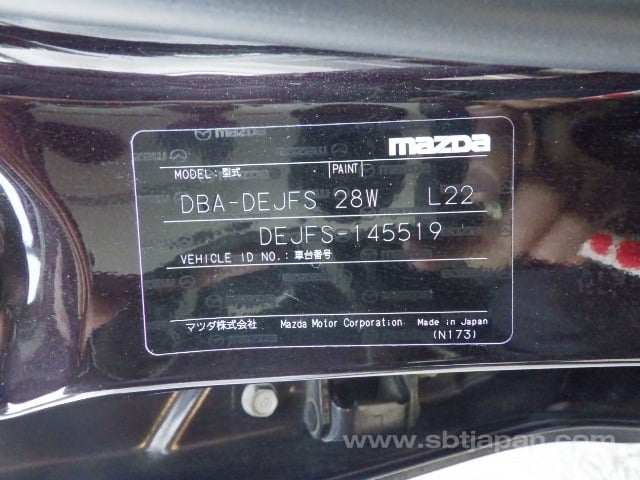 mazda
MODEL: 型式 PAINT
DBA-DEJFS 28W L22
DEJFS-145519
VEHICLE ID NO.: 車台番号
マツダ株式会社 Mazda Motor Corporation Made in Japan
(N173)
www.sbtjapan.com